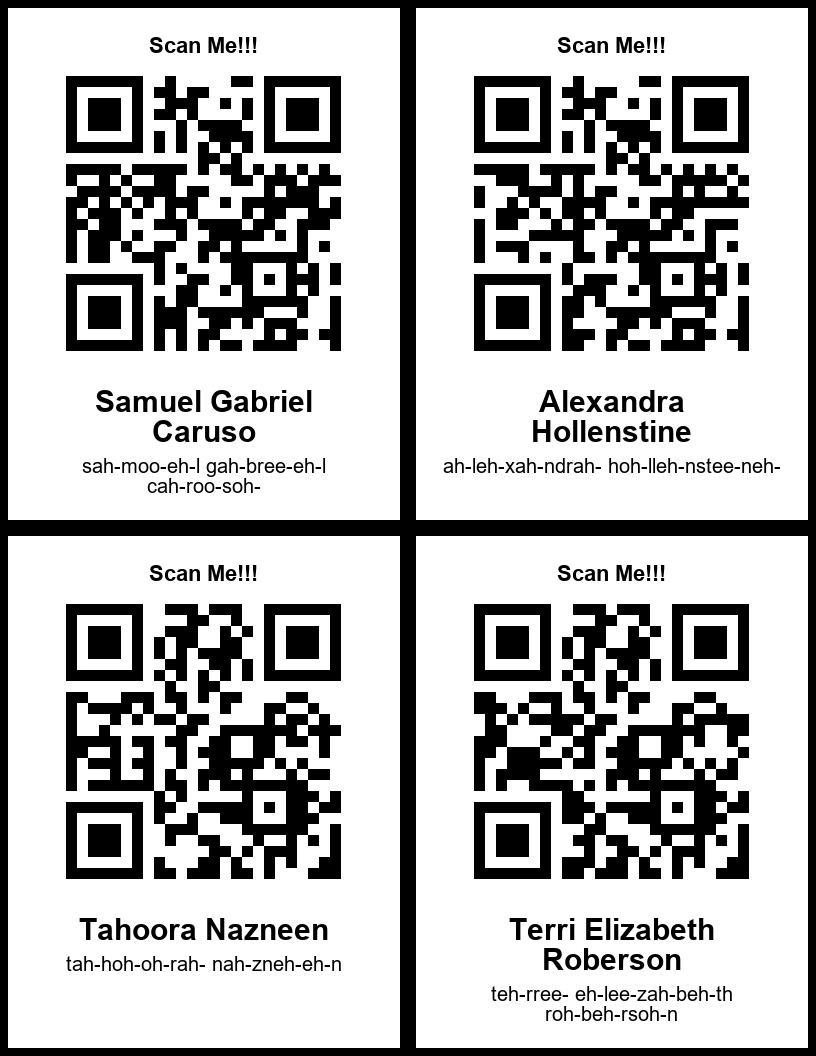 Scan Me!!!
Samuel Gabriel
Caruso
sah-moo-eh-l gah-bree-eh-l
cah-roo-soh-
Scan Me!!!
Alexandra
Hollenstine
ah-leh-xah-ndrah- hoh-lleh-nstee-neh-
Scan Me!!!
Tahoora Nazneen
tah-hoh-oh-rah- nah-zneh-eh-n
Scan Me!!!
Terri Elizabeth
Roberson
teh-rree- eh-lee-zah-beh-th
roh-beh-rsoh-n